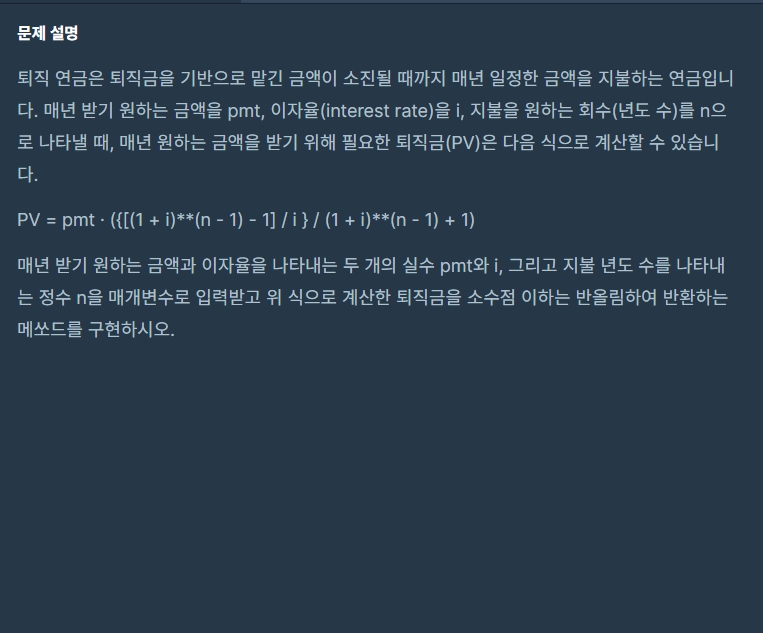 문제 설명
퇴직 연금은 퇴직금을 기반으로 맡긴 금액이 소진될 때까지 매년 일정한 금액을 지불하는 연금입니
다. 매년 받기 원하는 금액을 pmt, 이자율(interest rate)을 i, 지불을 원하는 회수(년도 수)를 n으
로 나타낼 때, 매년 원하는 금액을 받기 위해 필요한 퇴직금(PV)은 다음 식으로 계산할 수 있습니
다.
PV = pmt · ({[(1 + i)**(n - 1) - 1] / i } / (1 + i)**(n - 1) + 1)
매년 받기 원하는 금액과 이자율을 나타내는 두 개의 실수 pmt와 i, 그리고 지불 년도 수를 나타내
는 정수 n을 매개변수로 입력받고 위 식으로 계산한 퇴직금을 소수점 이하는 반올림하여 반환하는
메쏘드를 구현하시오.